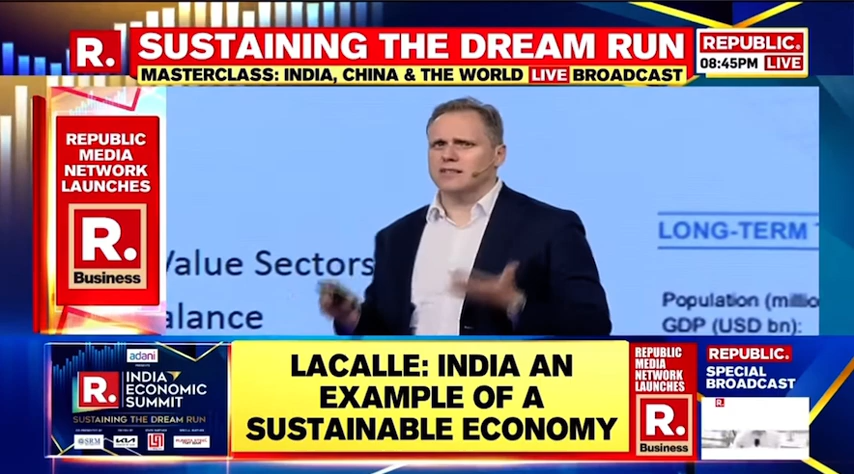 R.
SUSTAINING THE DREAM RUN
MASTERCLASS: INDIA, CHINA & THE WORLD LIVE BROADCAST
REPUBLIC.
08:45PM LIVE
REPUBLIC
MEDIA
NETWORK
LAUNCHES
R.
Business
Value Sectors
alance
LONG-TERM
Population (millio
GDP (USD bn):
adani
R.
INDIA
ECONOMIC
SUMMIT
SUSTAINING THE DREAM RUN
SRM
KIA
LACALLE: INDIA AN
EXAMPLE OF A
SUSTAINABLE ECONOMY
REPUBLIC
MEDIA
NETWORK
LAUNCHES
R.
Business
REPUBLIC.
SPECIAL
BROADCAST
R.